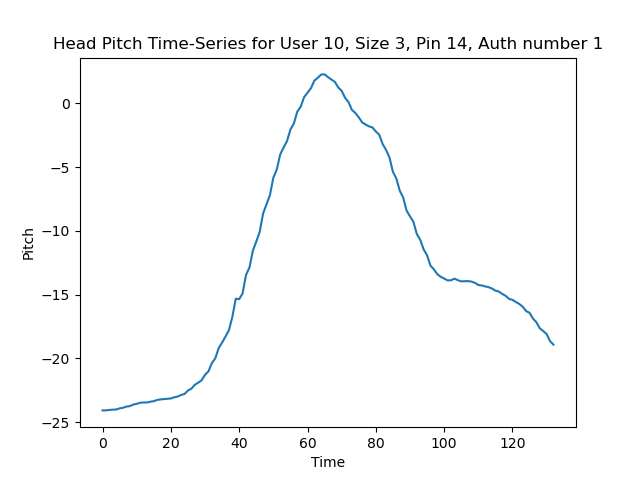 Head Pitch Time-Series for User 10, Size 3, Pin 14, Auth number 1
0
−5
−10
−15
−20
−25
Pitch
0 20 40 60 80 100 120
Time